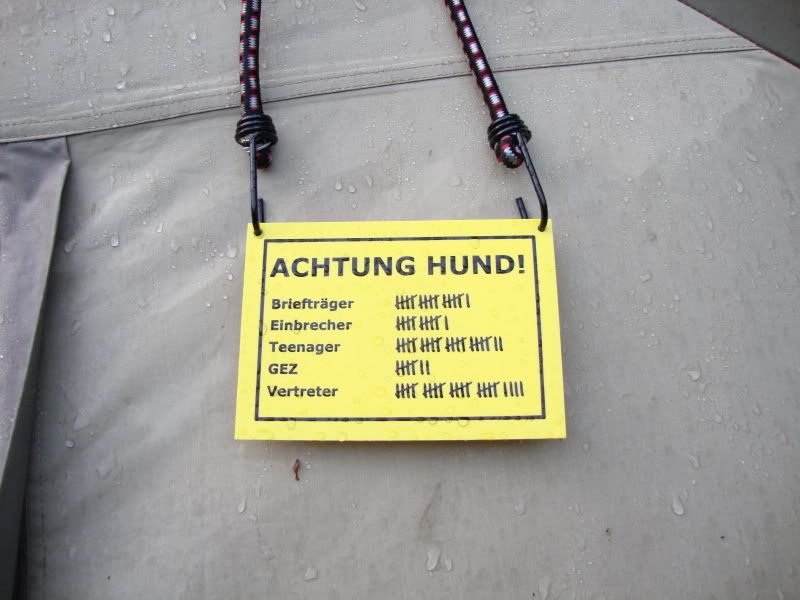 ACHTUNG HUND!
Briefträger 𝍸 𝍸 𝍸 |
Einbrecher 𝍸 𝍸 |
Teenager 𝍸 𝍸 𝍸 𝍸 ||
GEZ 𝍸 ||
Vertreter 𝍸 𝍸 𝍸 𝍸 ||||